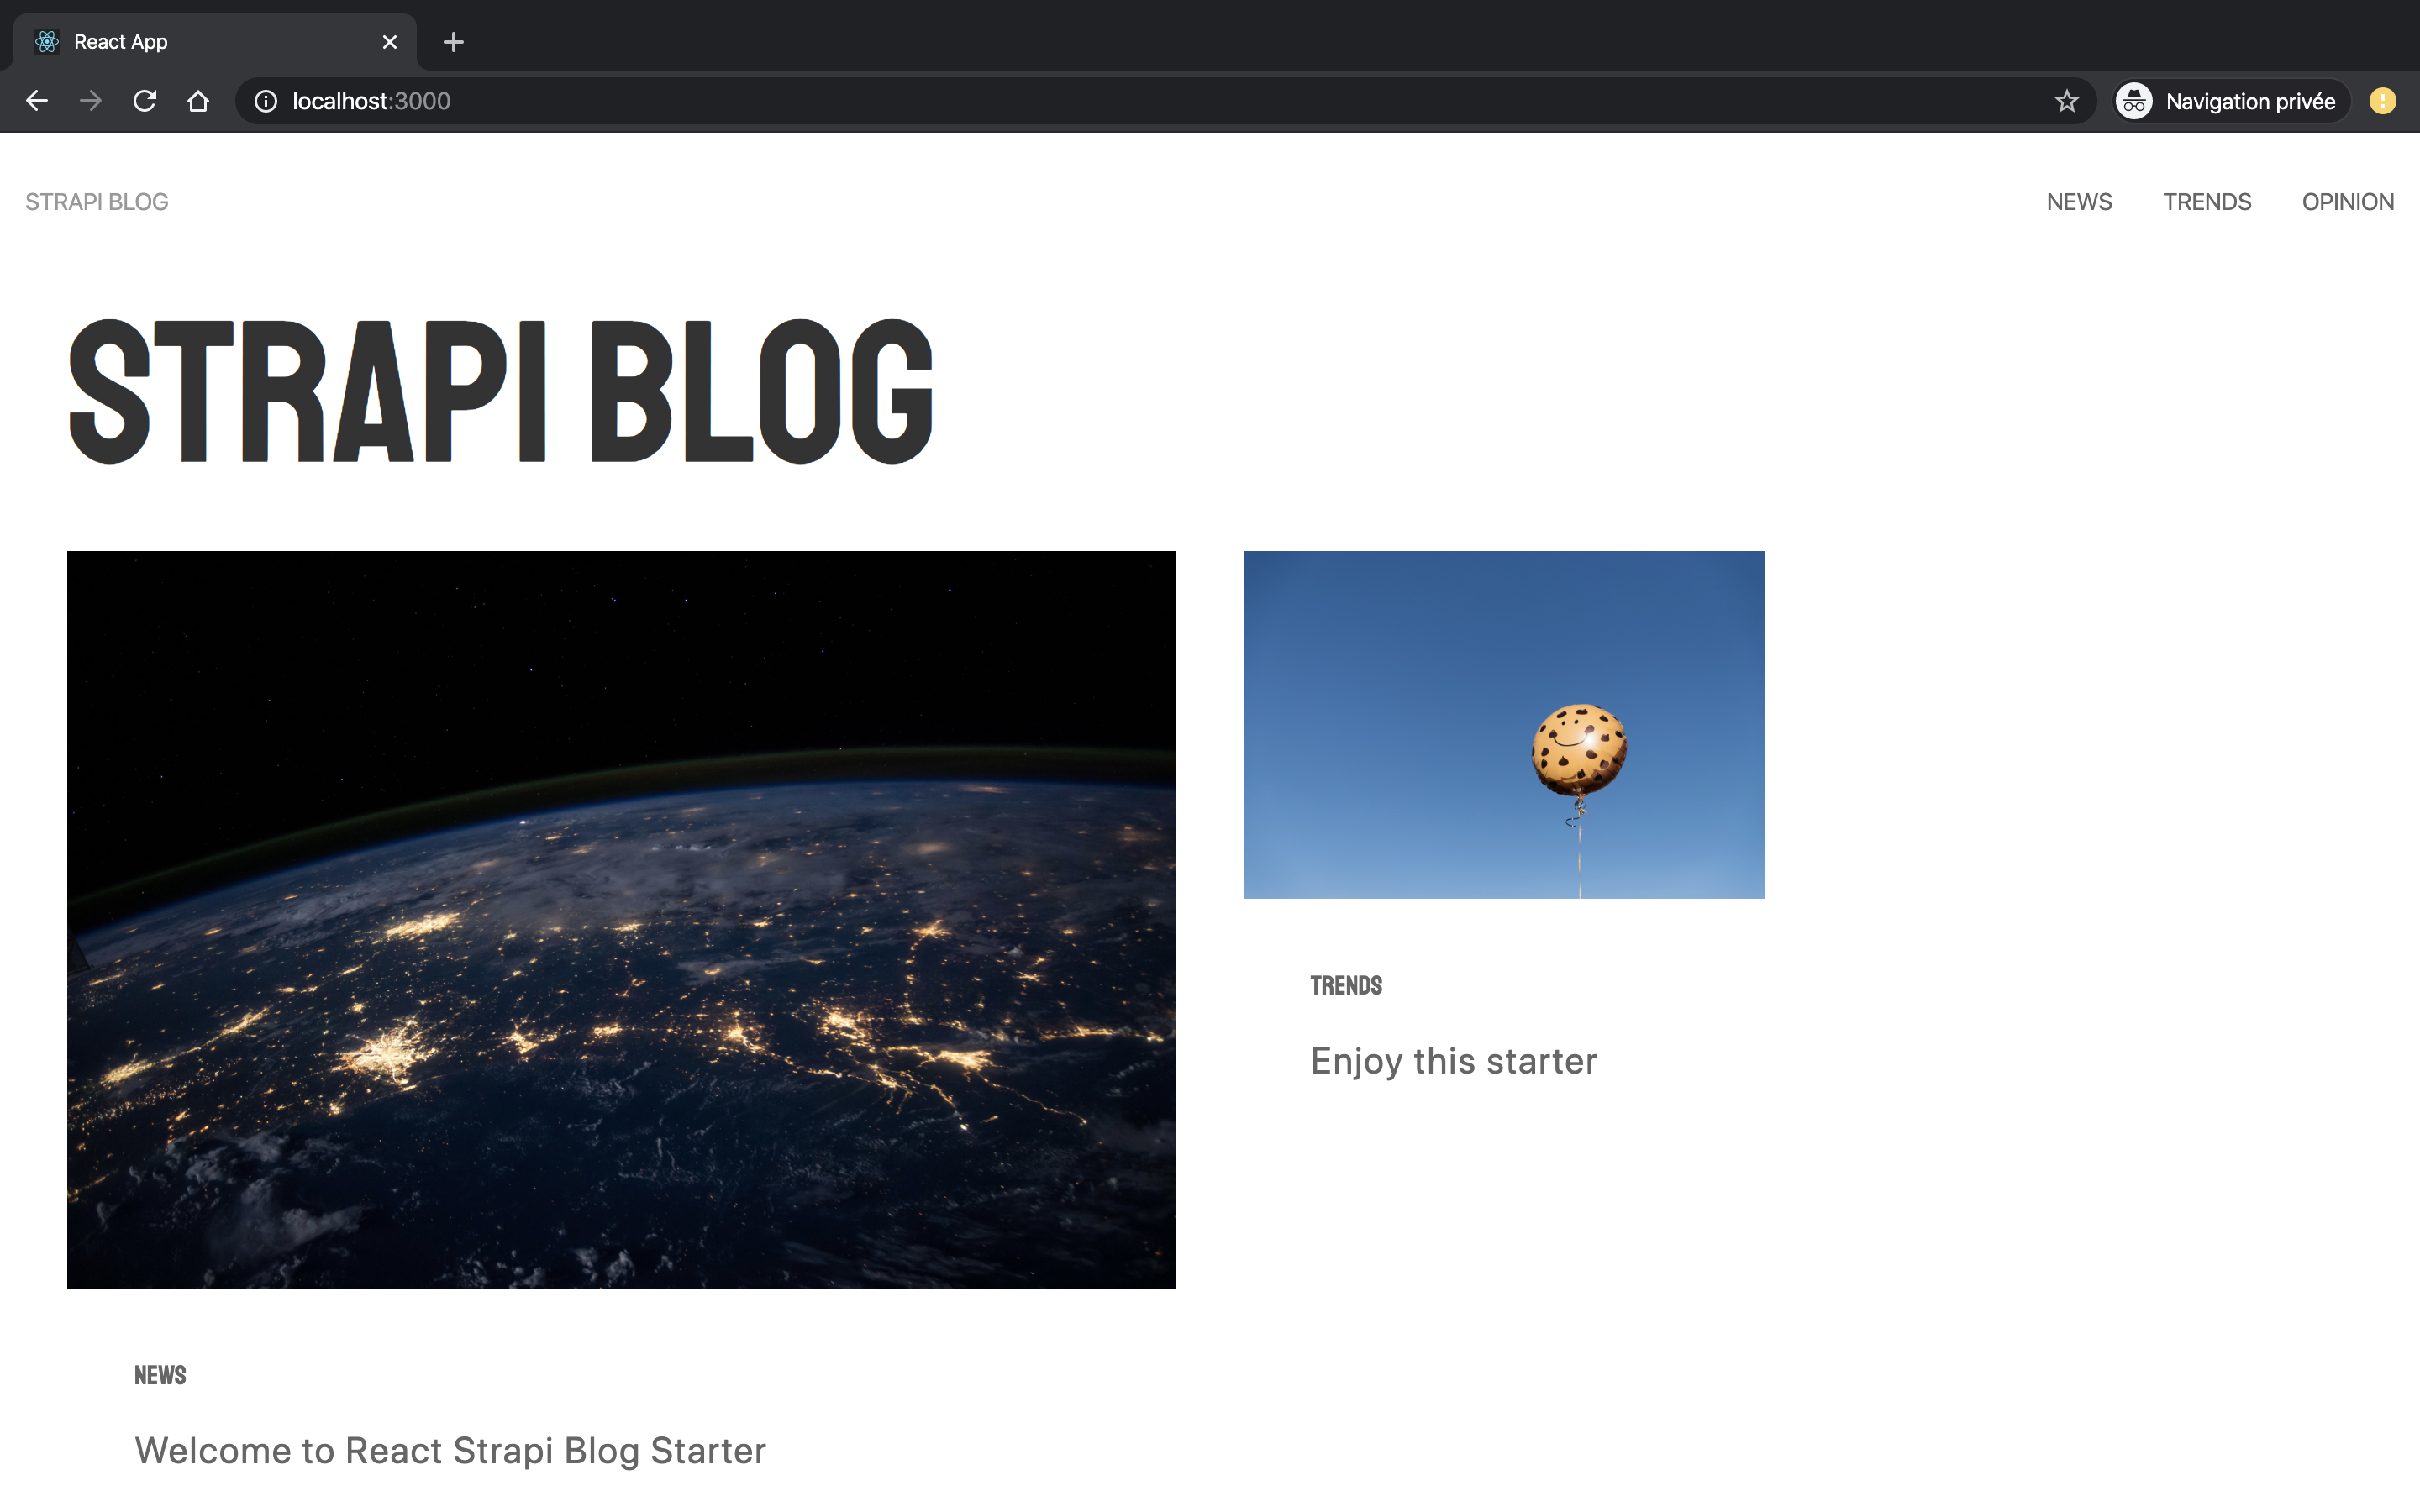 React App
localhost:3000
Navigation privée
STRAPI BLOG
NEWS TRENDS OPINION
STRAPI BLOG
TRENDS
Enjoy this starter
NEWS
Welcome to React Strapi Blog Starter